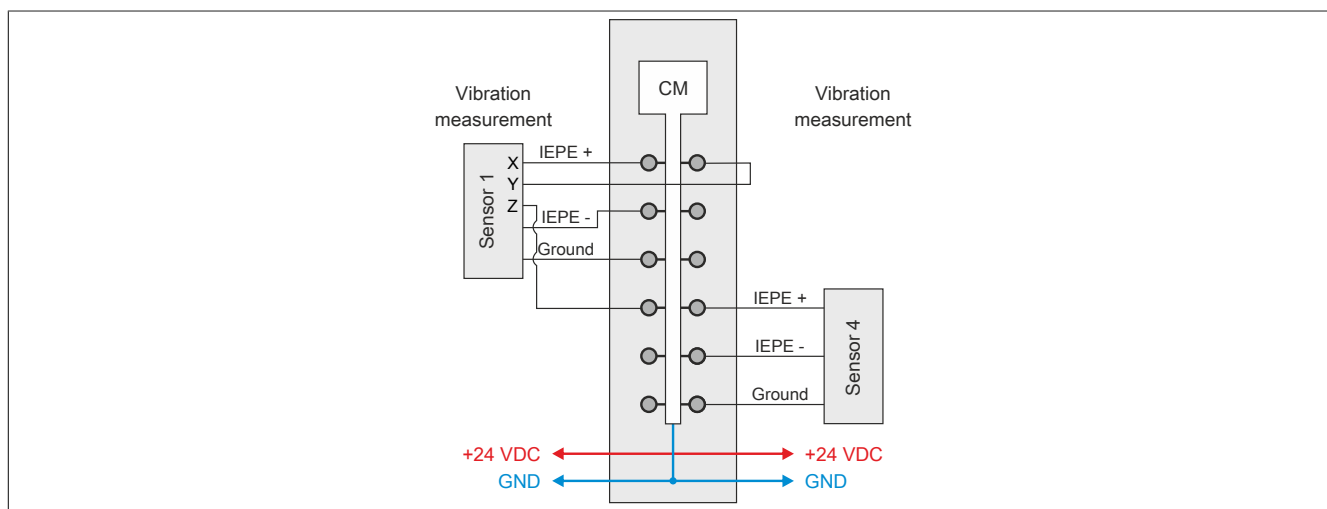 CM
Vibration
measurement
Vibration
measurement
IEPE +
X
Y
Z
Sensor 1
IEPE -
Ground
IEPE +
IEPE -
Sensor 4
Ground
+24 VDC
+24 VDC
GND
GND